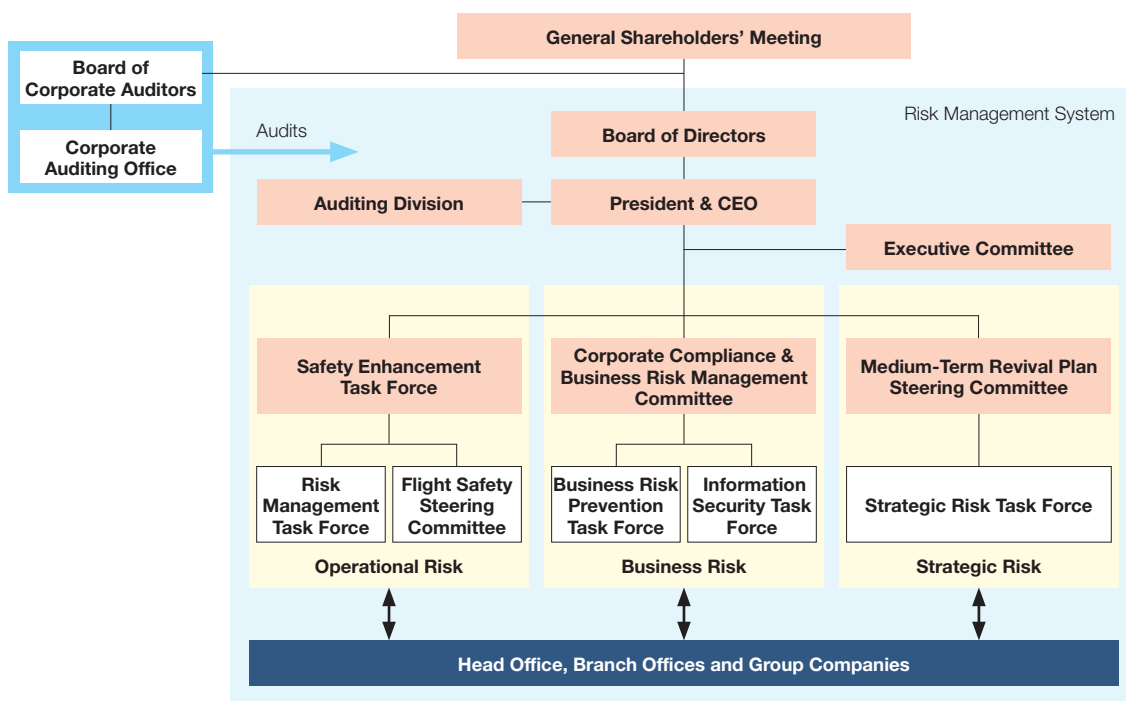 General Shareholders’ Meeting
Board of
Corporate Auditors
Corporate
Auditing Office
Audits
Risk Management System
Board of Directors
Auditing Division
President & CEO
Executive Committee
Safety Enhancement
Task Force
Corporate Compliance &
Business Risk Management
Committee
Medium-Term Revival Plan
Steering Committee
Risk
Management
Task Force
Flight Safety
Steering
Committee
Business Risk
Prevention
Task Force
Information
Security Task
Force
Strategic Risk Task Force
Operational Risk
Business Risk
Strategic Risk
Head Office, Branch Offices and Group Companies